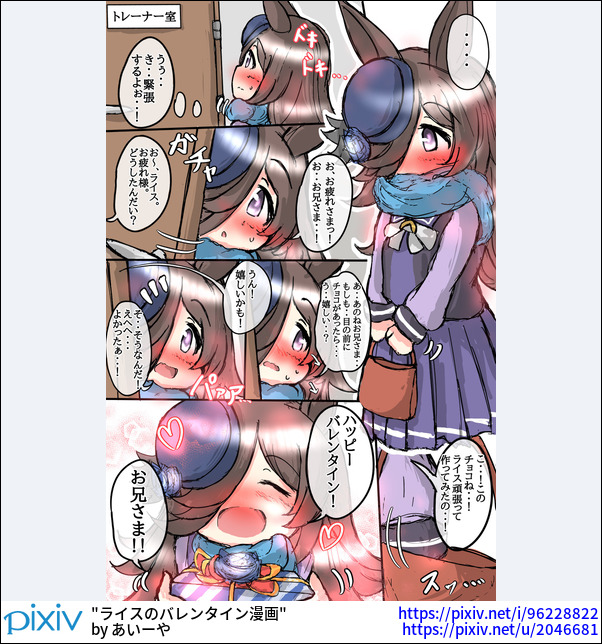 トレーナー室
・・・・
ドキ
ドキ・・・
うぅ・・
き・・緊張
するよぉ・・！
ガチャ
お、お疲れさまっ！
お・・お兄さま・・！
お～、ライス。
お疲れ様。
どうしたんだい？
あ・・あのねお兄さま・・
もしも・・目の前に
チョコがあったら・・・
う・・嬉しい・・？
うん！
嬉しいかも！
そ・・そうなんだ！
えへへ・・
よかったぁ・・！
パァァァ・・
こ・・！この
チョコね・・！
ライス頑張って
作ってみたの・・！
スッ・・
ハッピー
バレンタイン！
お兄さま！！
pixiv
"ライスのバレンタイン漫画"
by あいーや
https://pixiv.net/i/96228822
https://pixiv.net/u/2046681